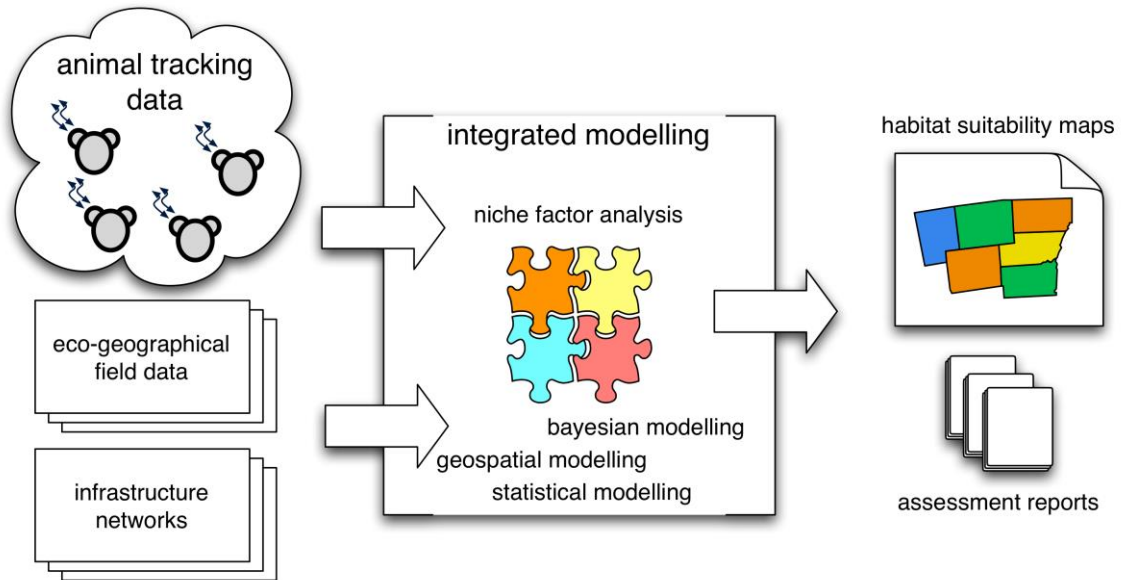 animal tracking
data
eco-geographical
field data
infrastructure
networks
integrated modelling
niche factor analysis
bayesian modelling
geospatial modelling
statistical modelling
habitat suitability maps
assessment reports